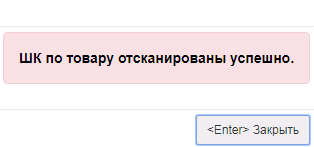 ШК по товару отсканированы успешно.
<Enter> Закрыть